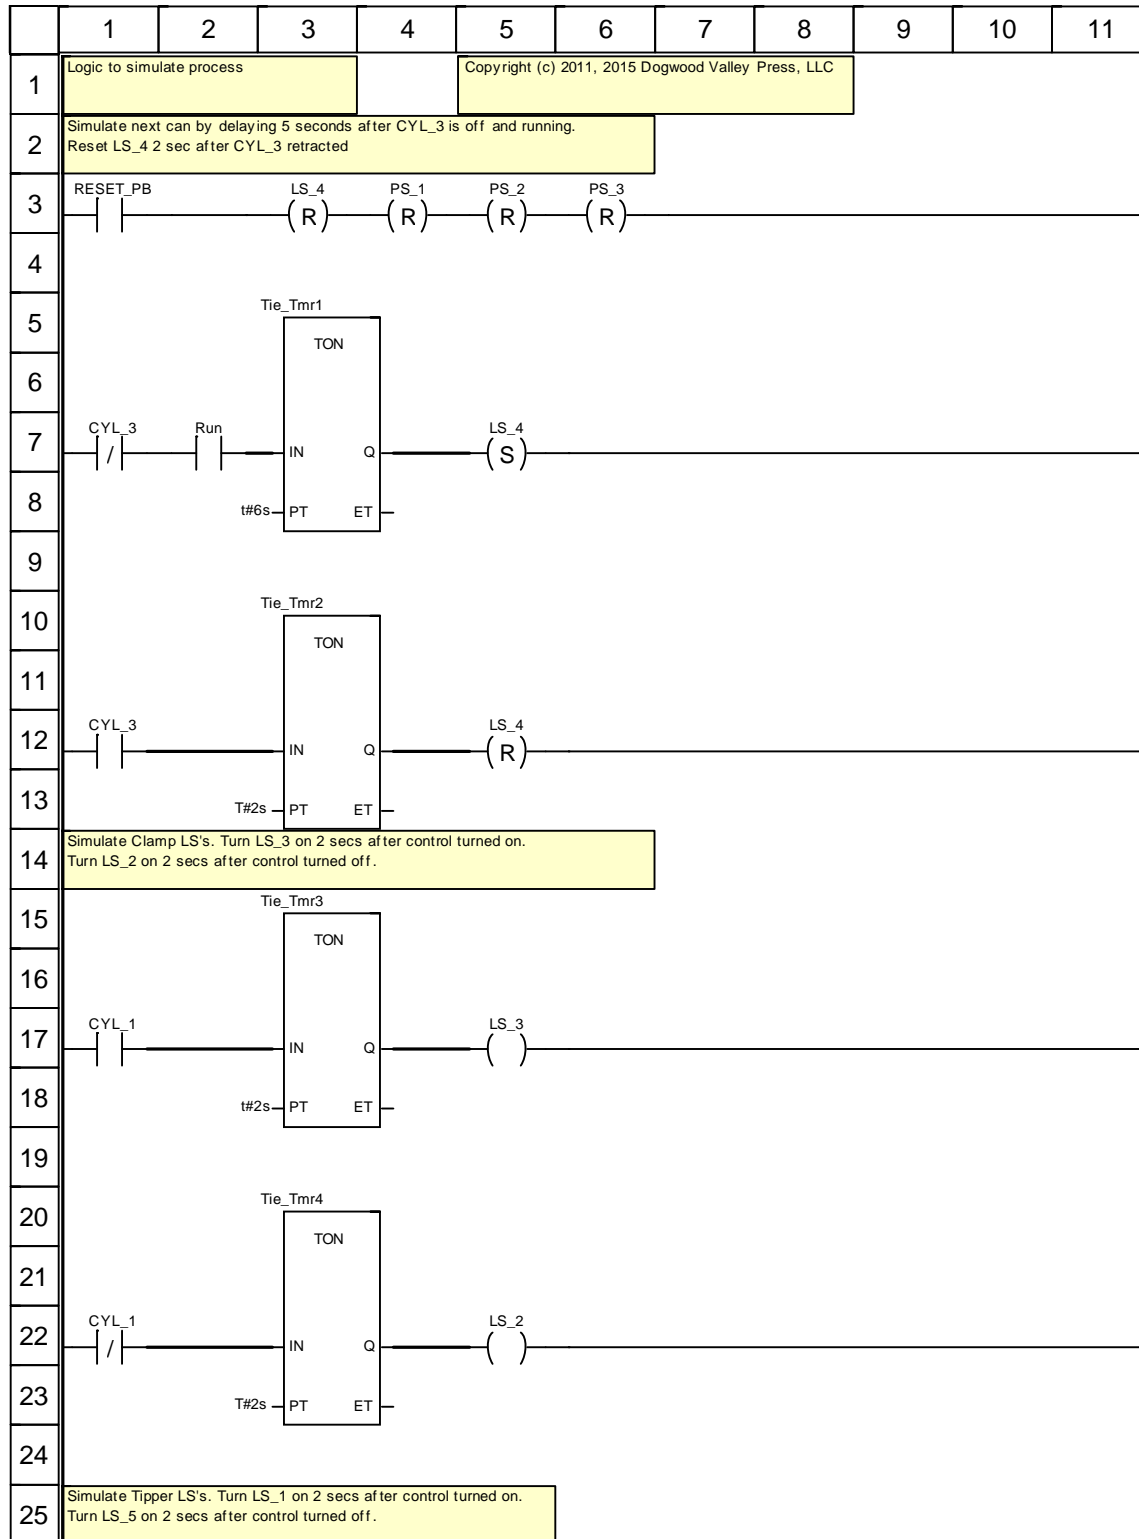 1 2 3 4 5 6 7 8 9 10 11
1
Logic to simulate process
Copyright (c) 2011, 2015 Dogwood Valley Press, LLC
2
Simulate next can by delaying 5 seconds after CYL_3 is off and running.
Reset LS_4 2 sec after CYL_3 retracted
3
RESET_PB LS_4 PS_1 PS_2 PS_3
R R R R
4
5
Tie_Tmr1
TON
6
7
CYL_3 Run LS_4
/ IN Q S
8
t#6s PT ET
9
10
Tie_Tmr2
TON
11
12
CYL_3 LS_4
IN Q R
13
T#2s PT ET
14
Simulate Clamp LS's. Turn LS_3 on 2 secs after control turned on.
Turn LS_2 on 2 secs after control turned off.
15
Tie_Tmr3
TON
16
17
CYL_1 LS_3
IN Q
18
t#2s PT ET
19
20
Tie_Tmr4
TON
21
22
CYL_1 LS_2
/ IN Q
23
T#2s PT ET
24
25
Simulate Tipper LS's. Turn LS_1 on 2 secs after control turned on.
Turn LS_5 on 2 secs after control turned off.